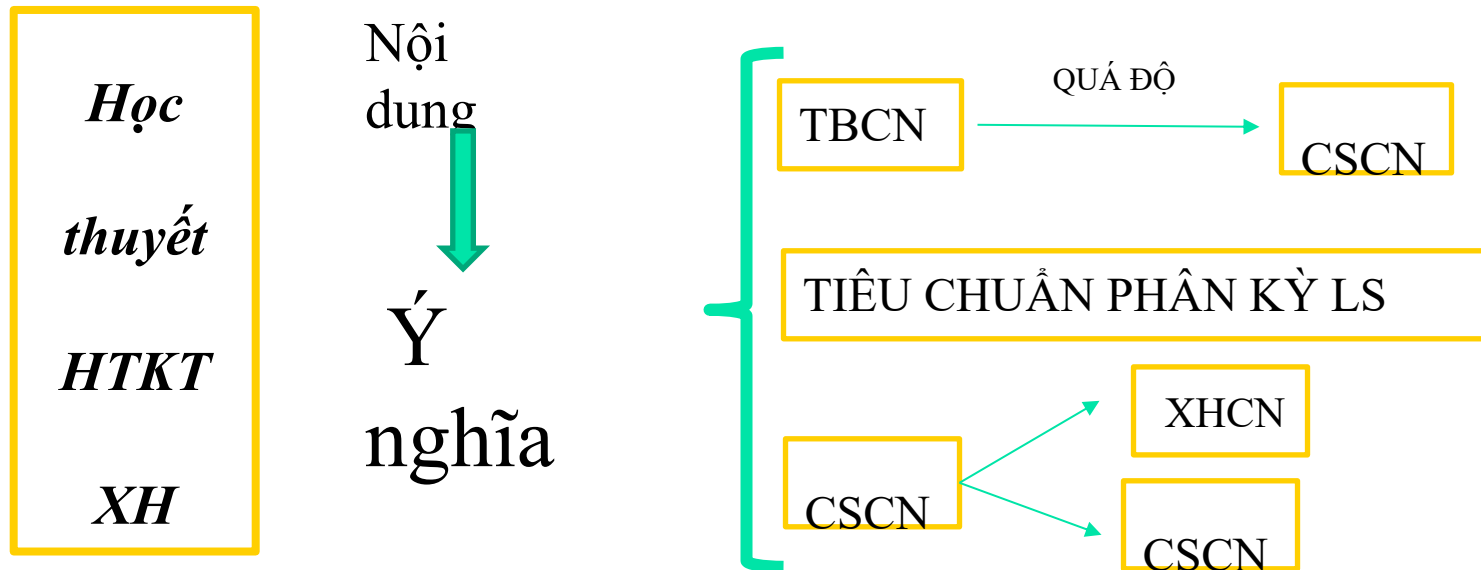 Học
thuyết
HTKT
XH
Nội
dung
Ý
nghĩa
QUÁ ĐỘ
TBCN
CSCN
TIÊU CHUẨN PHÂN KỲ LS
XHCN
CSCN
CSCN